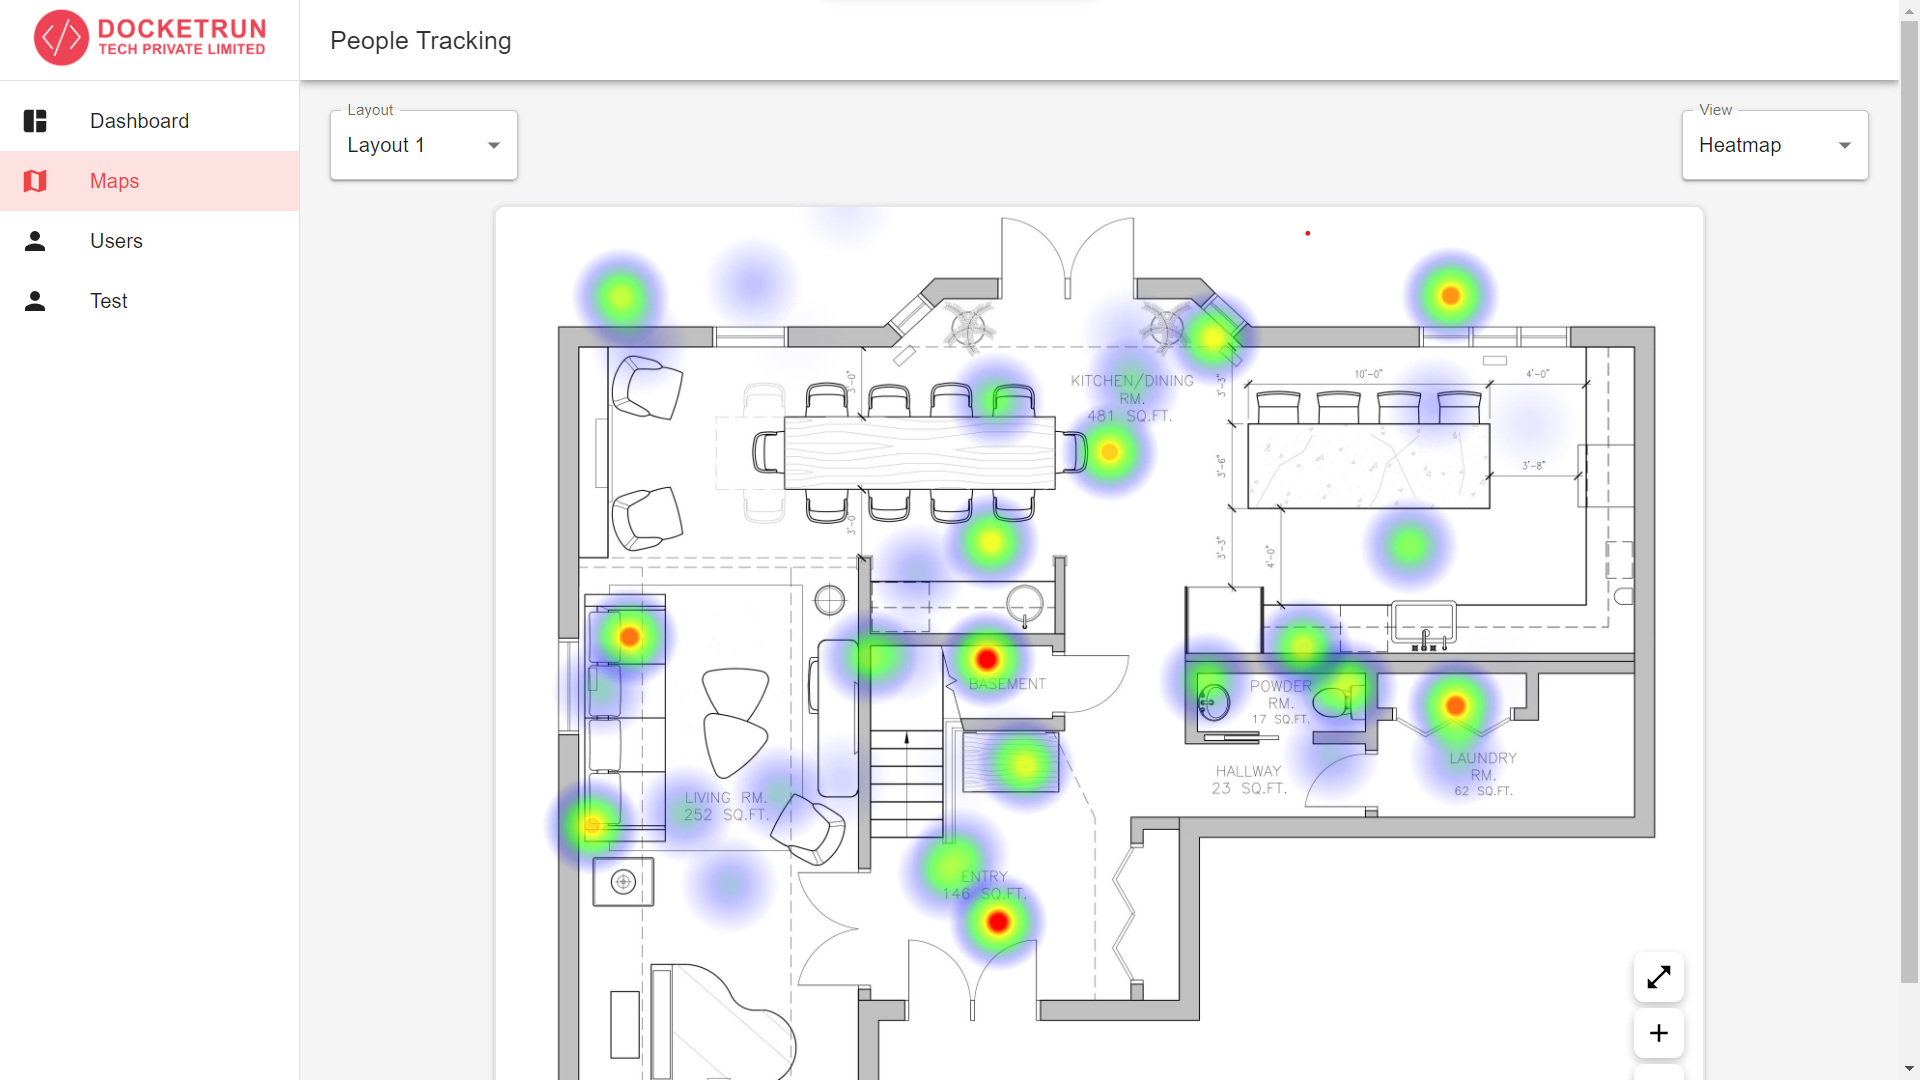 DOCKETRUN
TECH PRIVATE LIMITED
People Tracking
Dashboard
Maps
Users
Test
Layout
Layout 1
View
Heatmap
KITCHEN/DINING
RM.
481 SQ.FT.
3'-0"
3'-0"
3'-3"
3'-6"
3'-3"
4'-0"
10'-0"
4'-0"
3'-8"
BASEMENT
POWDER
RM.
17 SQ.FT.
HALLWAY
23 SQ.FT.
LAUNDRY
RM.
62 SQ.FT.
LIVING RM.
252 SQ.FT.
ENTRY
146 SQ.FT.